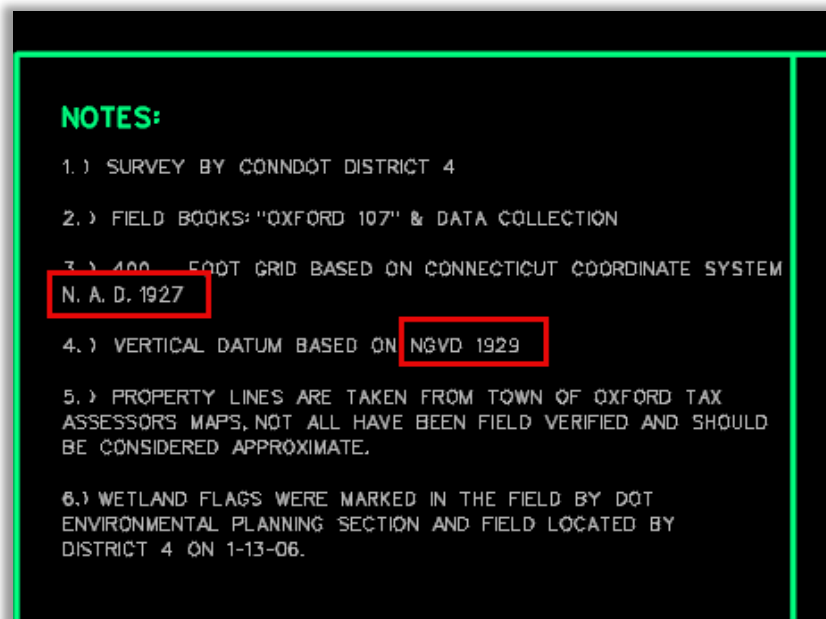 NOTES:
1.) SURVEY BY CONNDOT DISTRICT 4
2.) FIELD BOOKS: "OXFORD 107" & DATA COLLECTION
3.) 400 FOOT GRID BASED ON CONNECTICUT COORDINATE SYSTEM
N. A. D. 1927
4.) VERTICAL DATUM BASED ON NGVD 1929
5.) PROPERTY LINES ARE TAKEN FROM TOWN OF OXFORD TAX
ASSESSORS MAPS, NOT ALL HAVE BEEN FIELD VERIFIED AND SHOULD
BE CONSIDERED APPROXIMATE.
6.) WETLAND FLAGS WERE MARKED IN THE FIELD BY DOT
ENVIRONMENTAL PLANNING SECTION AND FIELD LOCATED BY
DISTRICT 4 ON 1-13-06.